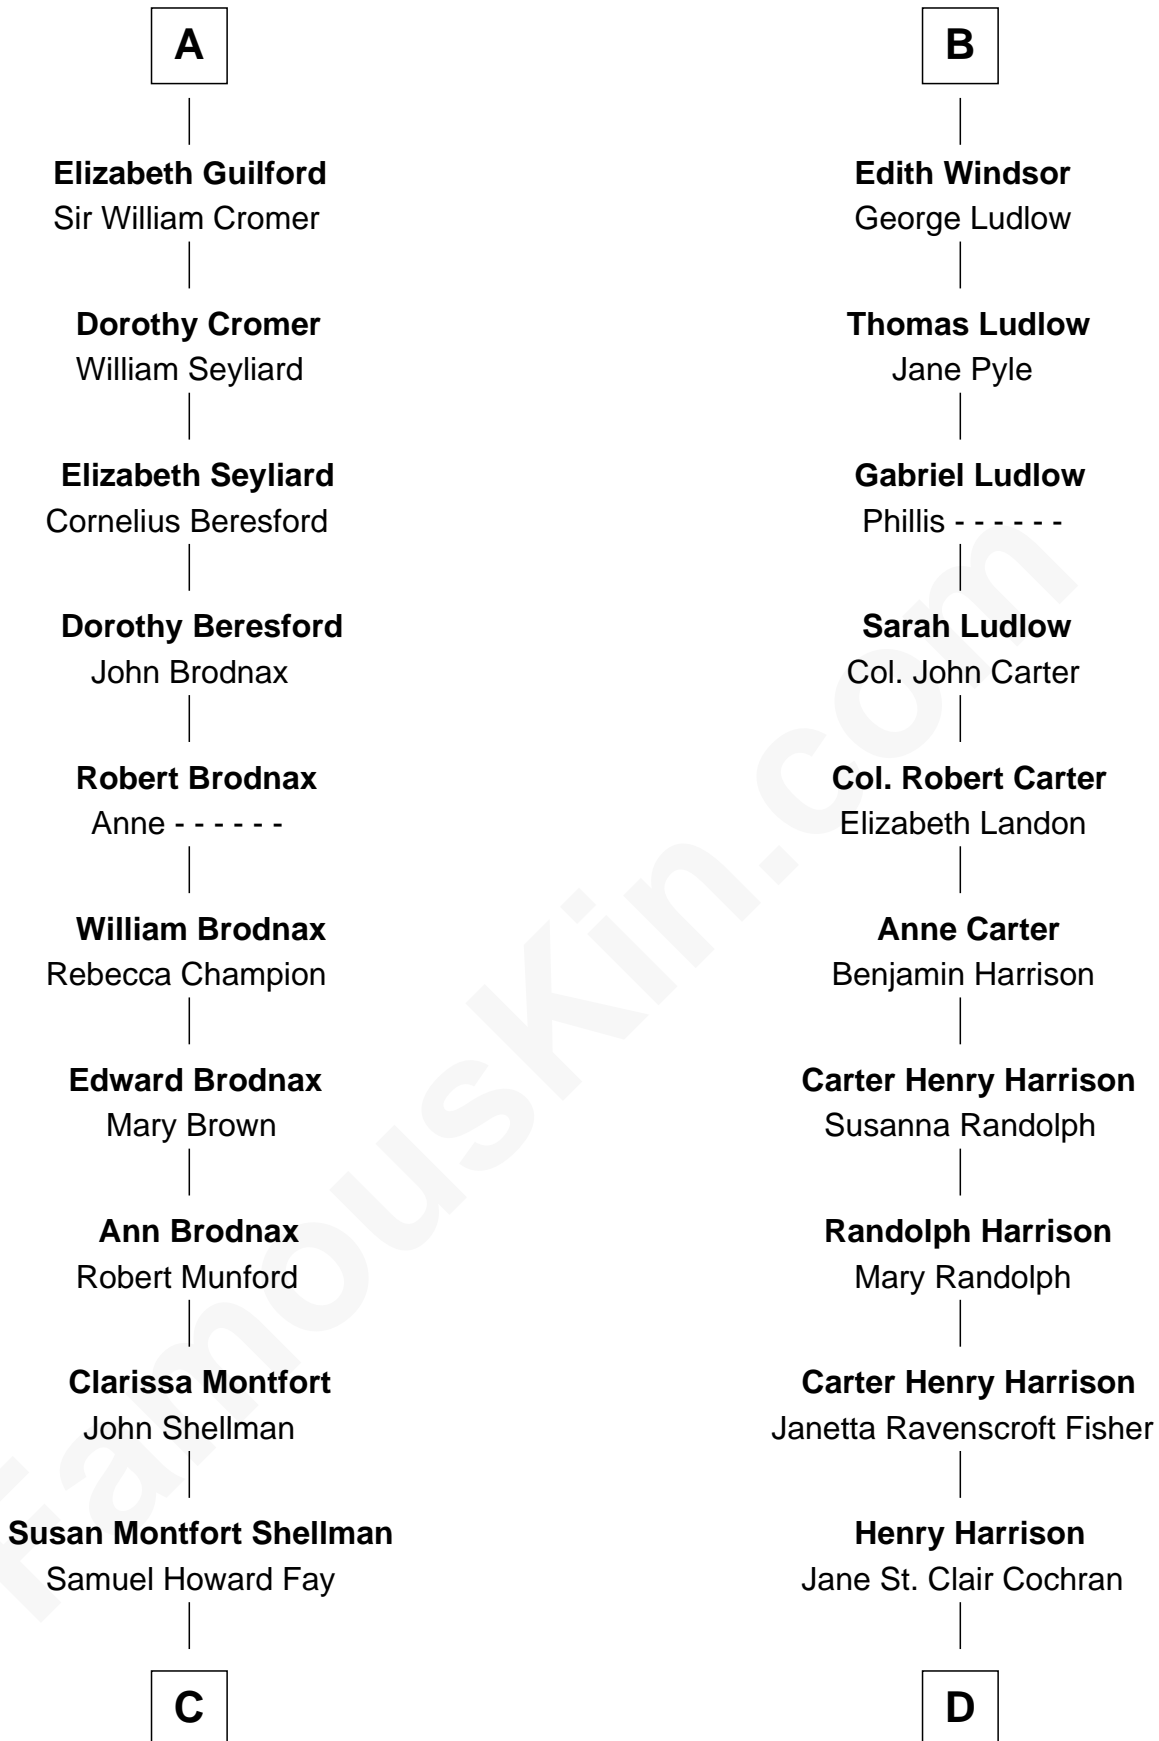 A
Elizabeth Guilford
Sir William Cromer
Dorothy Cromer
William Seyliard
Elizabeth Seyliard
Cornelius Beresford
Dorothy Beresford
John Brodnax
Robert Brodnax
Anne - - - - - -
William Brodnax
Rebecca Champion
Edward Brodnax
Mary Brown
Ann Brodnax
Robert Munford
Clarissa Montfort
John Shellman
Susan Montfort Shellman
Samuel Howard Fay
C
B
Edith Windsor
George Ludlow
Thomas Ludlow
Jane Pyle
Gabriel Ludlow
Phillis - - - - - -
Sarah Ludlow
Col. John Carter
Col. Robert Carter
Elizabeth Landon
Anne Carter
Benjamin Harrison
Carter Henry Harrison
Susanna Randolph
Randolph Harrison
Mary Randolph
Carter Henry Harrison
Janetta Ravenscroft Fisher
Henry Harrison
Jane St. Clair Cochran
D
famouskin.com